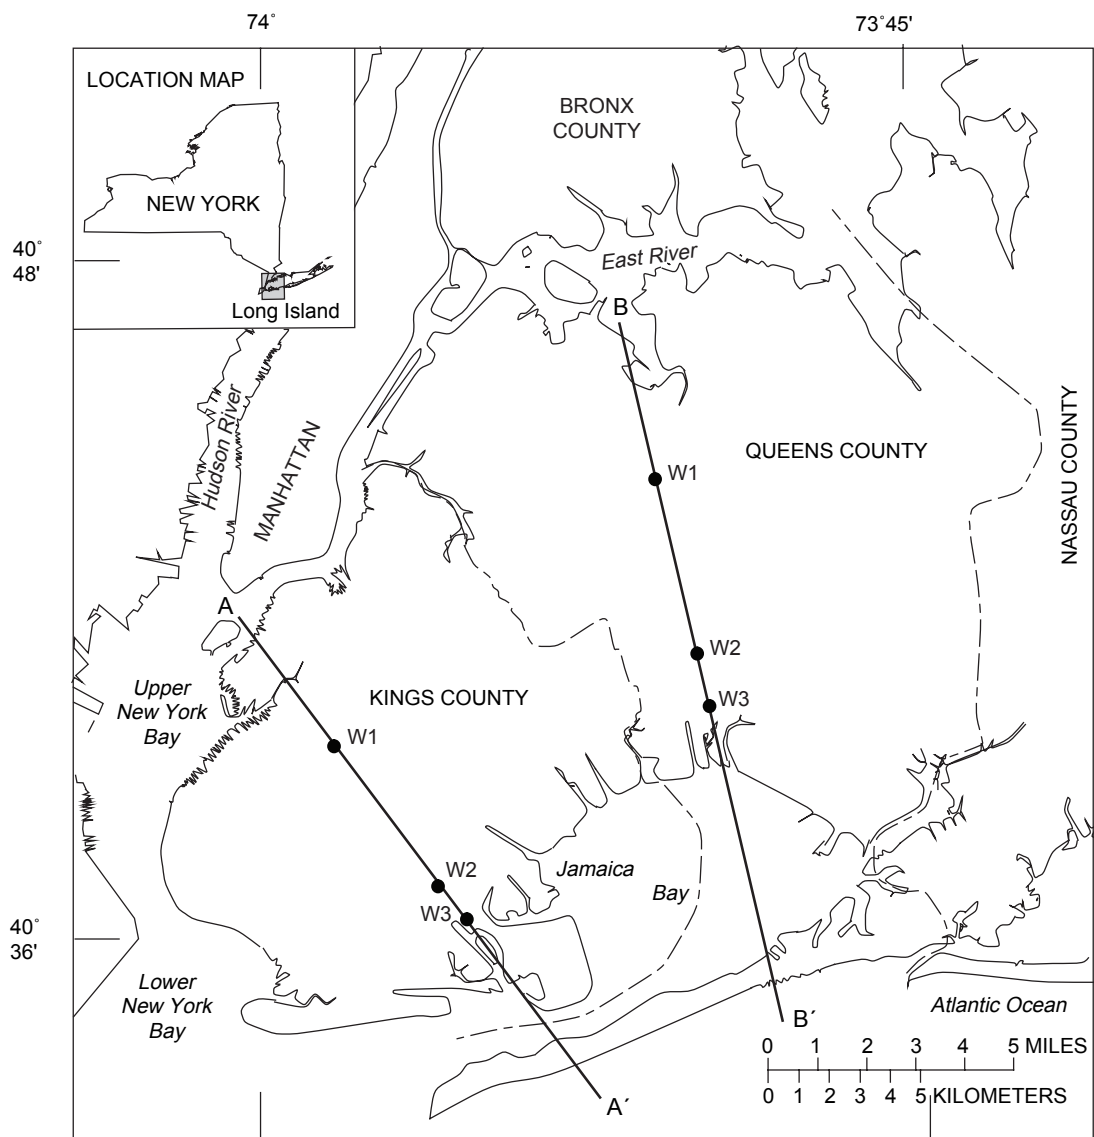 74°
73°45'
LOCATION MAP
NEW YORK
Long Island
BRONX
COUNTY
40°
48'
East River
B
Hudson River
MANHATTAN
QUEENS COUNTY
NASSAU COUNTY
W1
A
W2
W3
KINGS COUNTY
Upper
New York
Bay
W1
W2
W3
Jamaica
Bay
40°
36'
Lower
New York
Bay
Atlantic Ocean
B´
A´
0 1 2 3 4 5 MILES
0 1 2 3 4 5 KILOMETERS